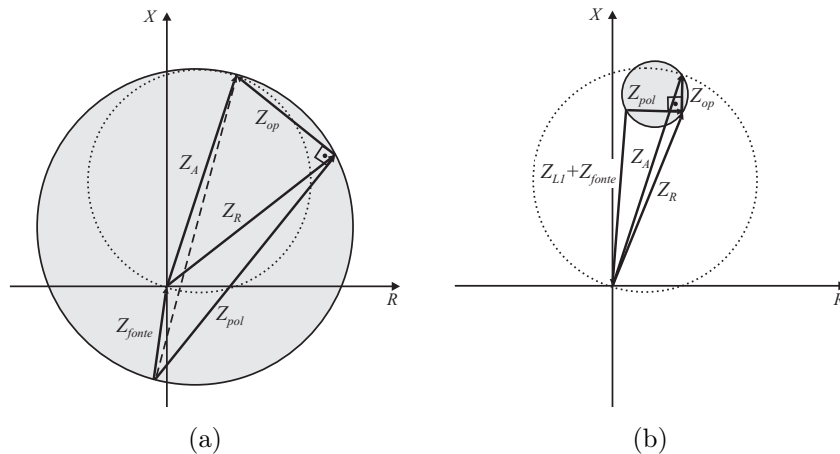 X
Z_op
Z_A
Z_R
R
Z_fonte
Z_pol
(a)
X
Z_pol
Z_op
Z_L1+Z_fonte
Z_A
Z_R
R
(b)